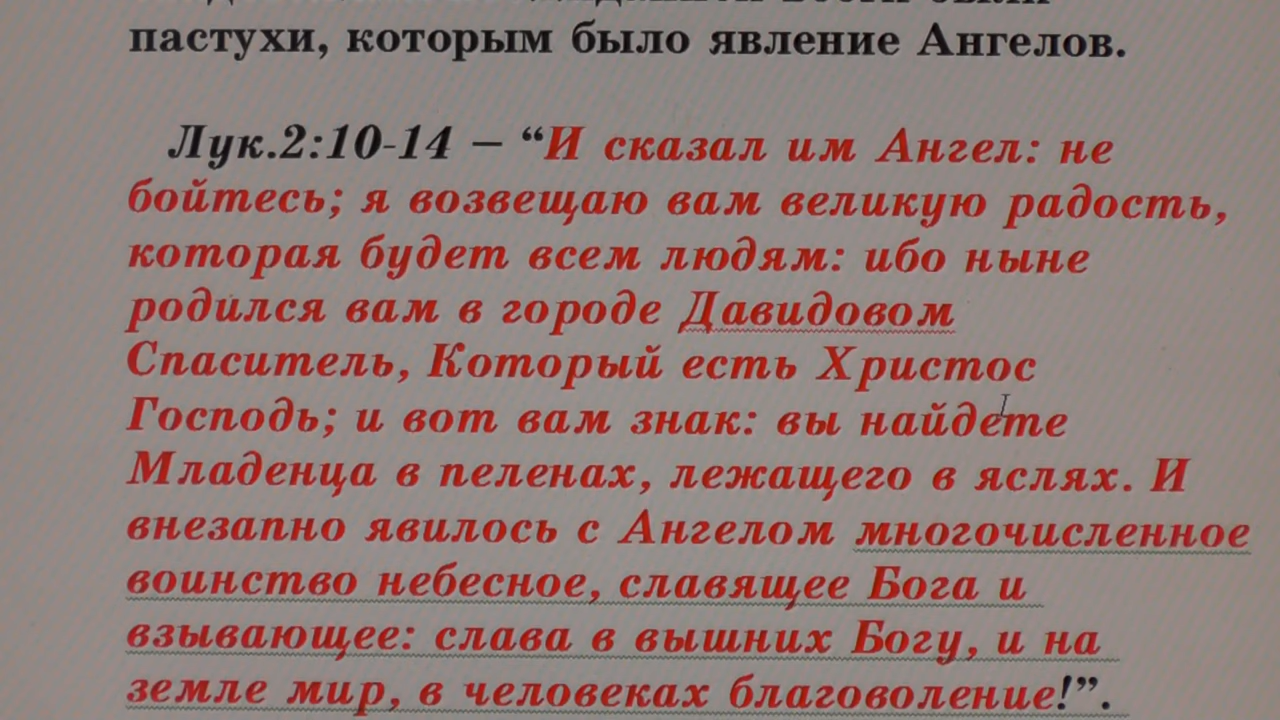 пастухи, которым было явление Ангелов.
Лук.2:10-14 – “И сказал им Ангел: не
бойтесь; я возвещаю вам великую радость,
которая будет всем людям: ибо ныне
родился вам в городе Давидовом
Спаситель, Который есть Христос
Господь; и вот вам знак: вы найдете
Младенца в пеленах, лежащего в яслях. И
внезапно явилось с Ангелом многочисленное
воинство небесное, славящее Бога и
взывающее: слава в вышних Богу, и на
земле мир, в человеках благоволение!”.